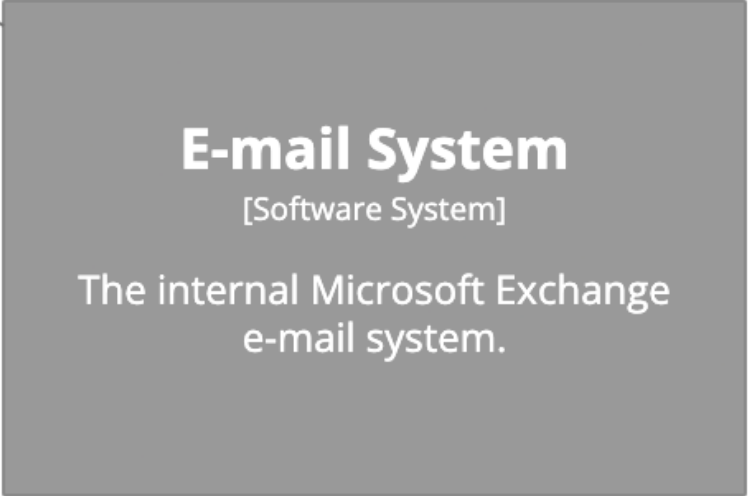 E-mail System
[Software System]
The internal Microsoft Exchange
e-mail system.